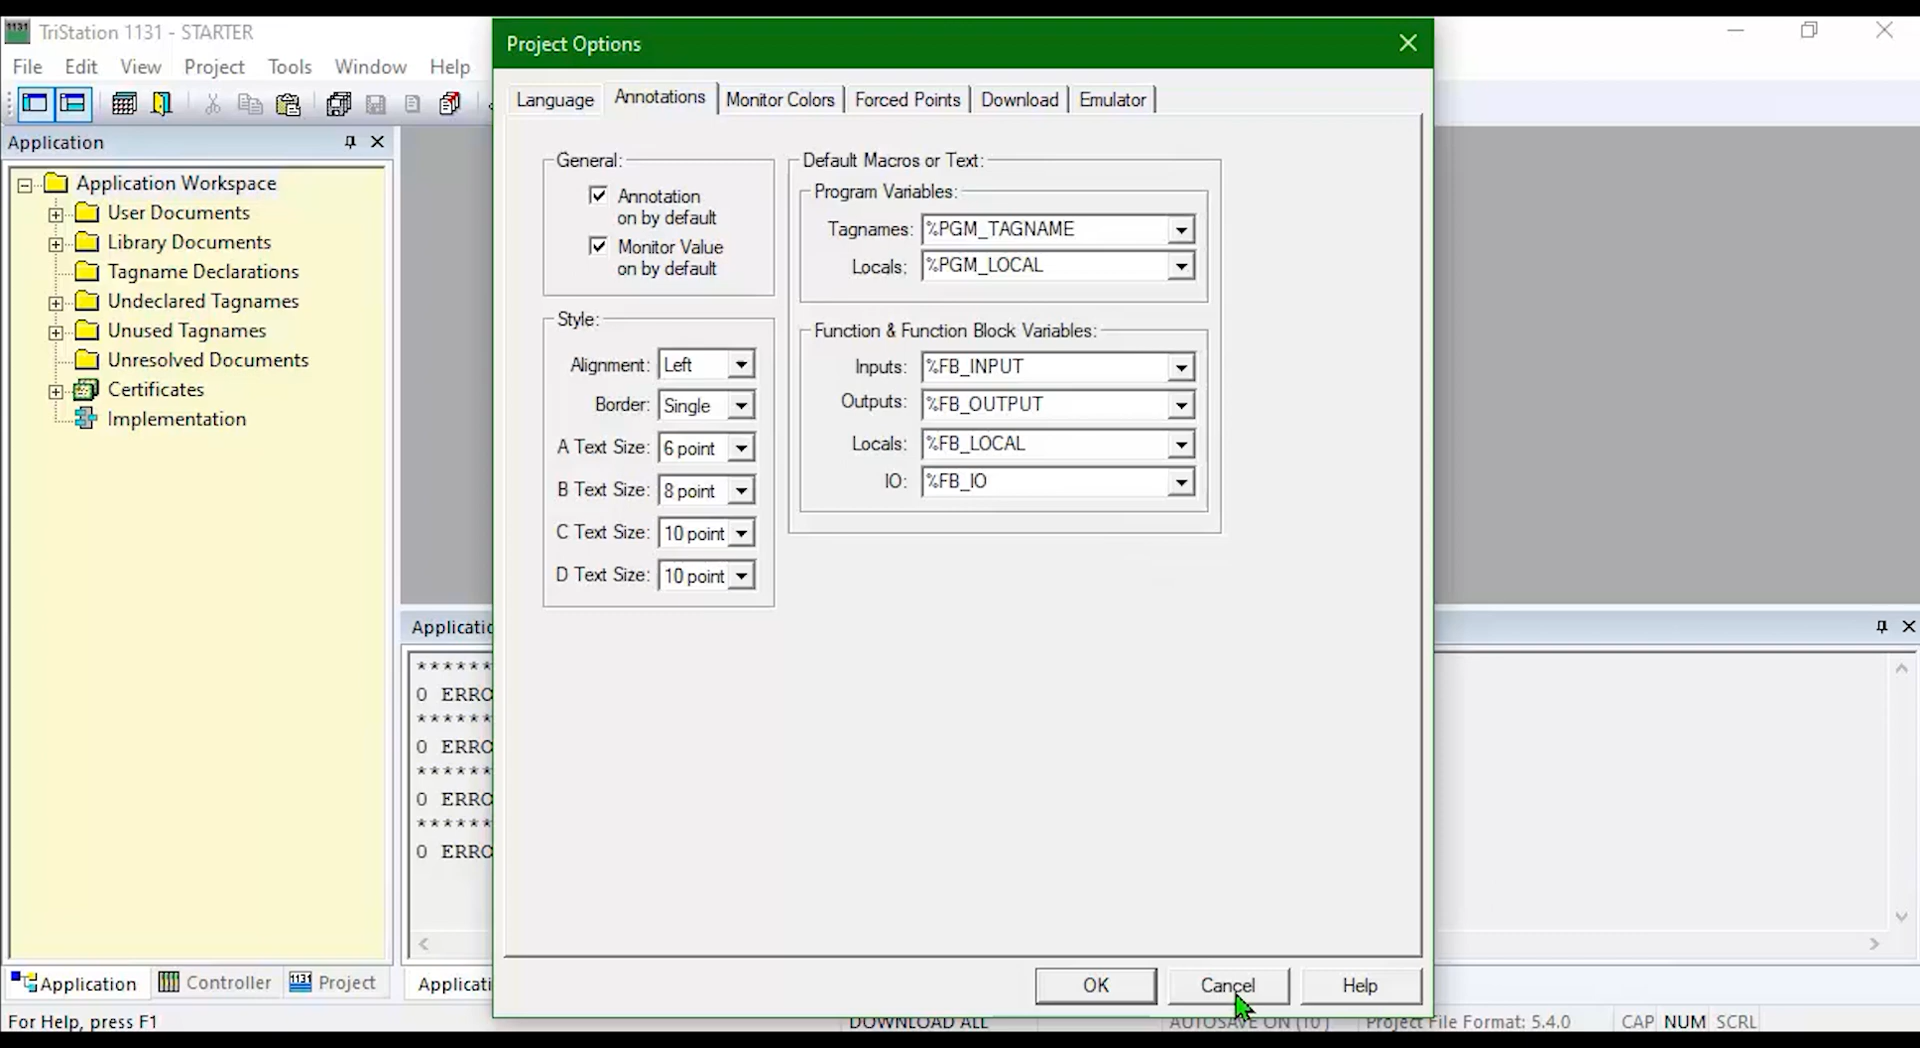 1131 TriStation 1131 - STARTER
File Edit View Project Tools Window Help
Application
Application Workspace
User Documents
Library Documents
Tagname Declarations
Undeclared Tagnames
Unused Tagnames
Unresolved Documents
Certificates
Implementation
Application Controller 1131 Project
For Help, press F1
Project Options
Language Annotations Monitor Colors Forced Points Download Emulator
General:
Annotation
on by default
Monitor Value
on by default
Style:
Alignment: Left
Border: Single
A Text Size: 6 point
B Text Size: 8 point
C Text Size: 10 point
D Text Size: 10 point
Default Macros or Text:
Program Variables:
Tagnames: %PGM_TAGNAME
Locals: %PGM_LOCAL
Function & Function Block Variables:
Inputs: %FB_INPUT
Outputs: %FB_OUTPUT
Locals: %FB_LOCAL
IO: %FB_IO
OK Cancel Help
Applicatio
******
0 ERRO
******
0 ERRO
******
0 ERRO
******
0 ERRO
Applicati
DOWNLOAD ALL AUTOSAVE ON (10) Project File Format: 5.4.0 CAP NUM SCRL